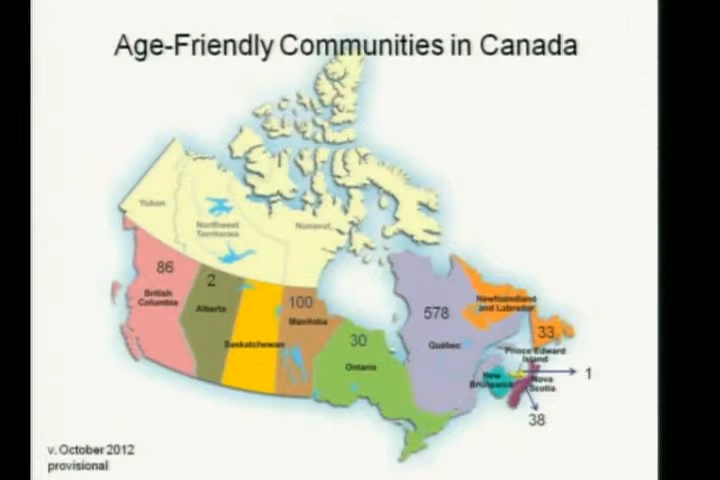 Age-Friendly Communities in Canada
Yukon
Northwest
Territories
Nunavut
86
British
Columbia
2
Alberta
Saskatchewan
100
Manitoba
30
Ontario
578
Québec
Newfoundland
and Labrador
33
Prince Edward
Island
1
New
Brunswick
Nova
Scotia
38
v. October 2012
provisional